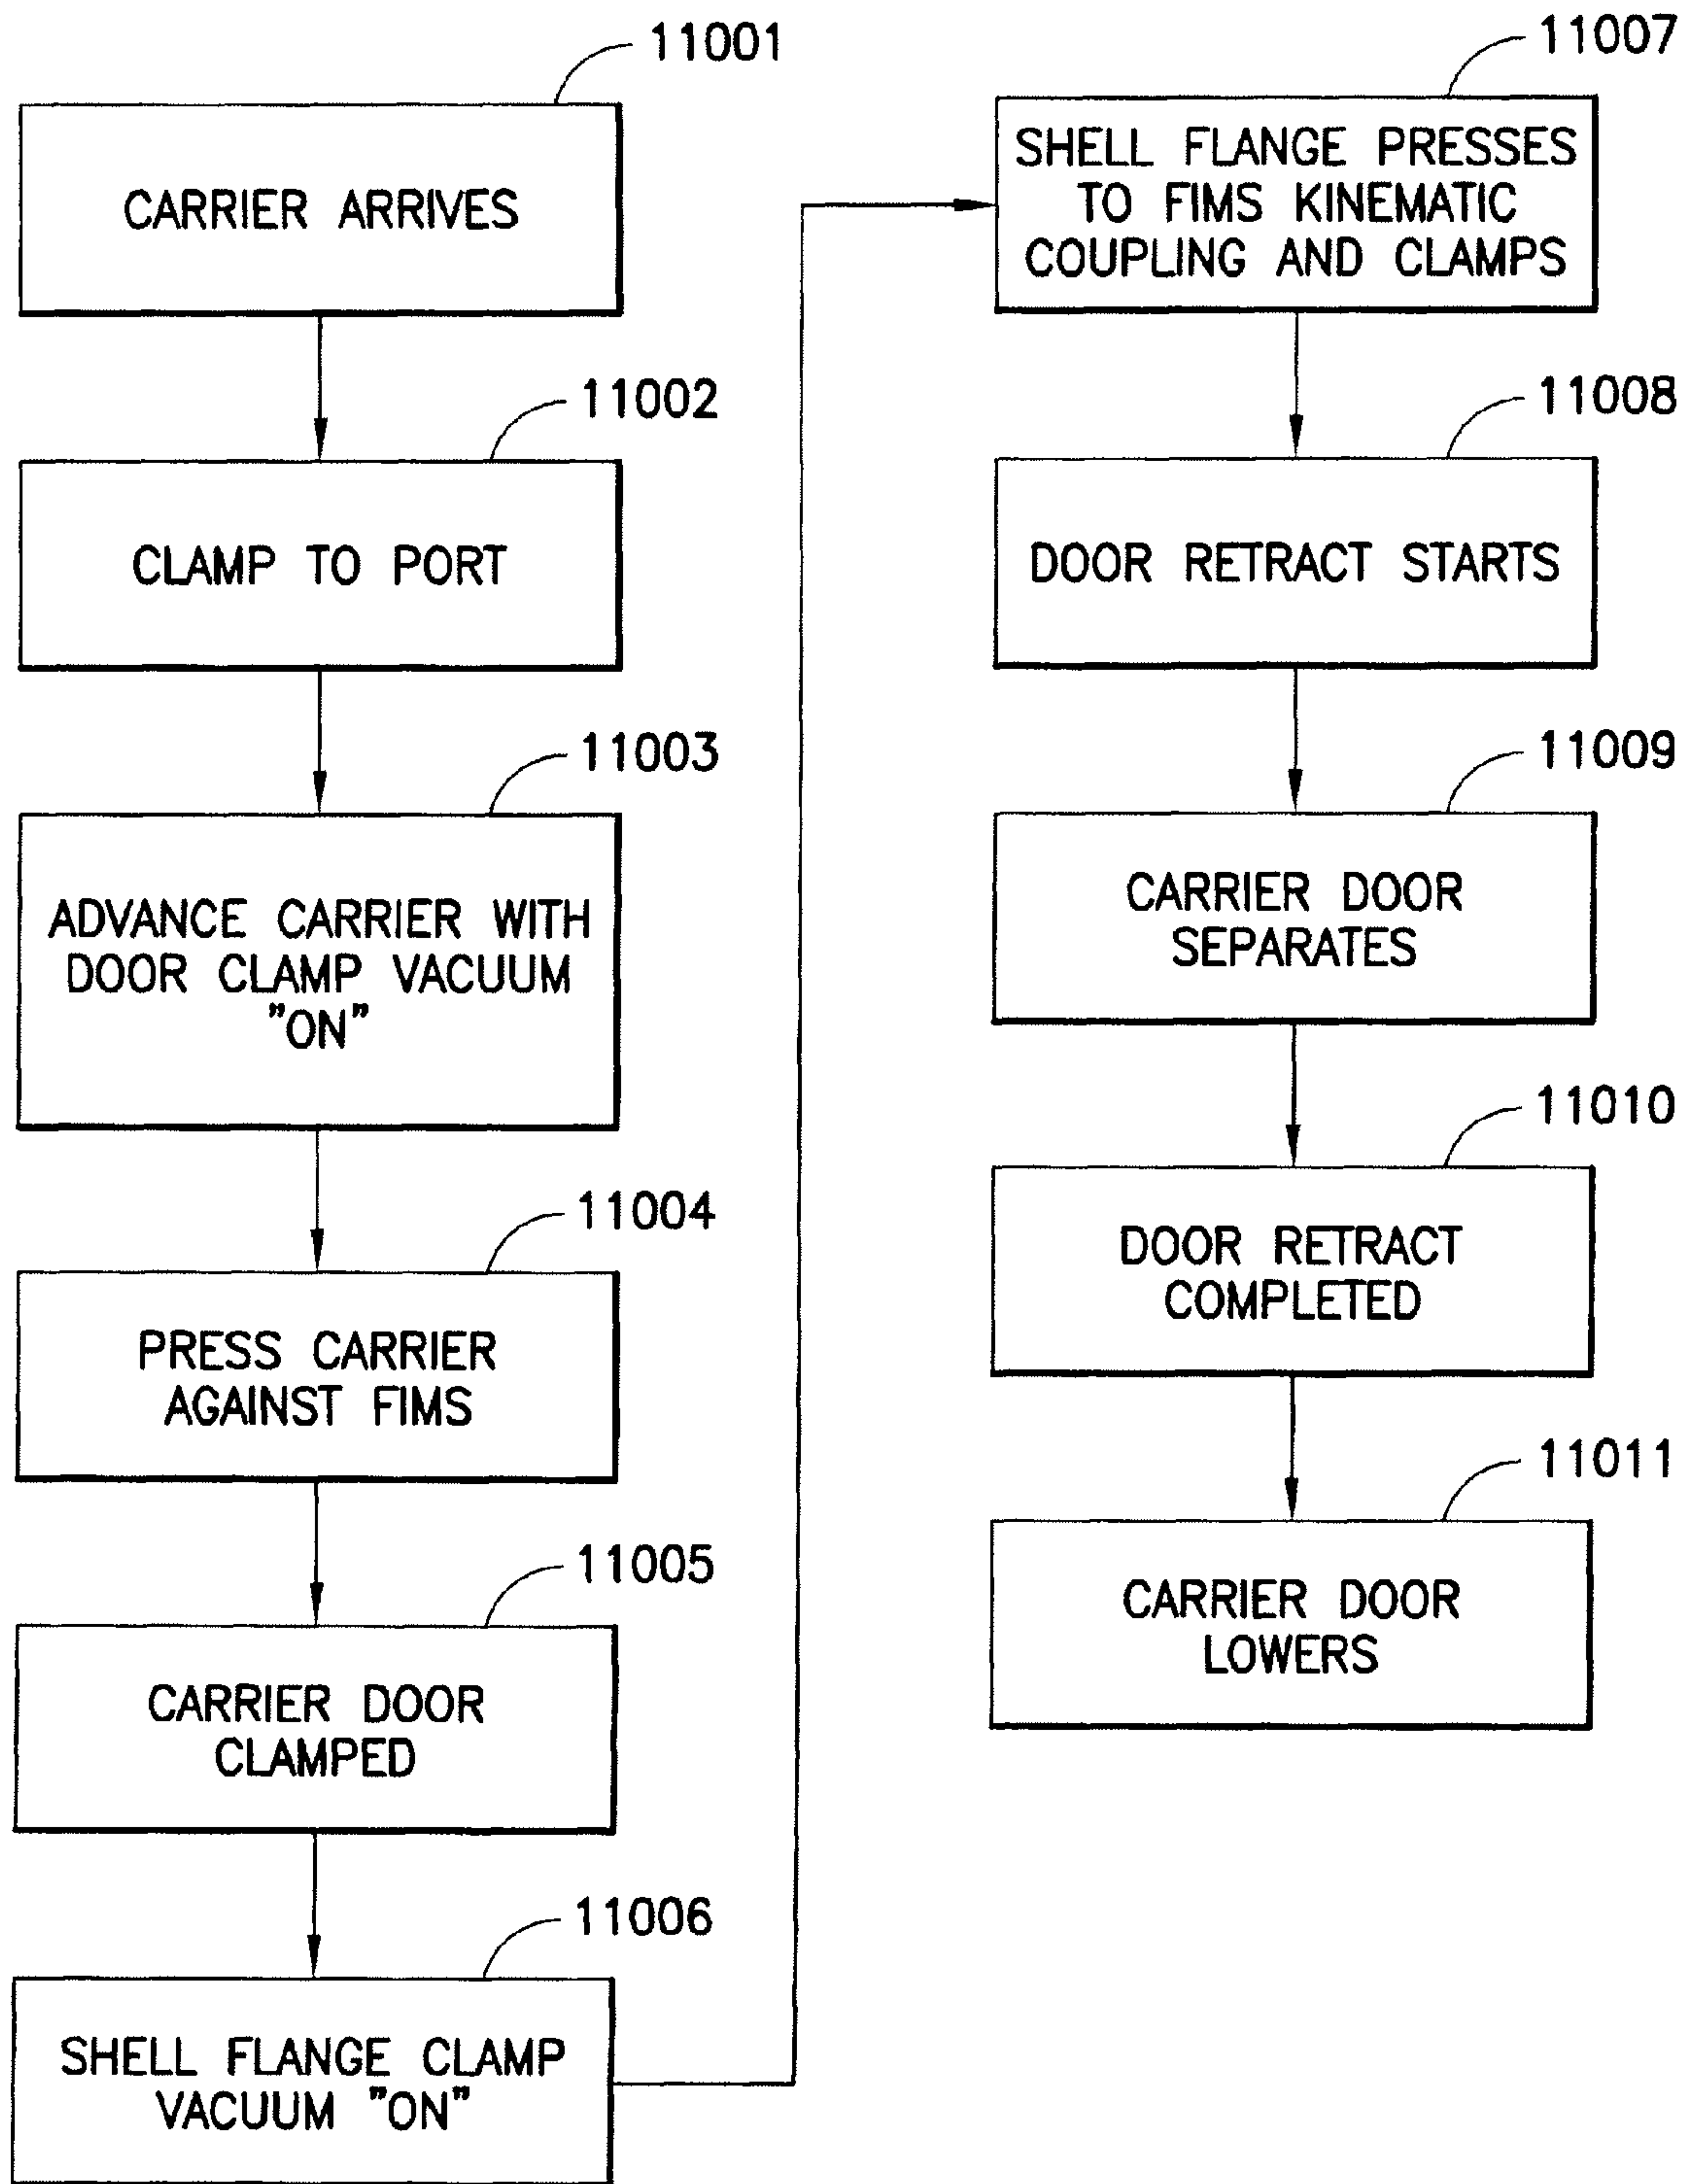 11001
CARRIER ARRIVES
11002
CLAMP TO PORT
11003
ADVANCE CARRIER WITH
DOOR CLAMP VACUUM
"ON"
11004
PRESS CARRIER
AGAINST FIMS
11005
CARRIER DOOR
CLAMPED
11006
SHELL FLANGE CLAMP
VACUUM "ON"
11007
SHELL FLANGE PRESSES
TO FIMS KINEMATIC
COUPLING AND CLAMPS
11008
DOOR RETRACT STARTS
11009
CARRIER DOOR
SEPARATES
11010
DOOR RETRACT
COMPLETED
11011
CARRIER DOOR
LOWERS